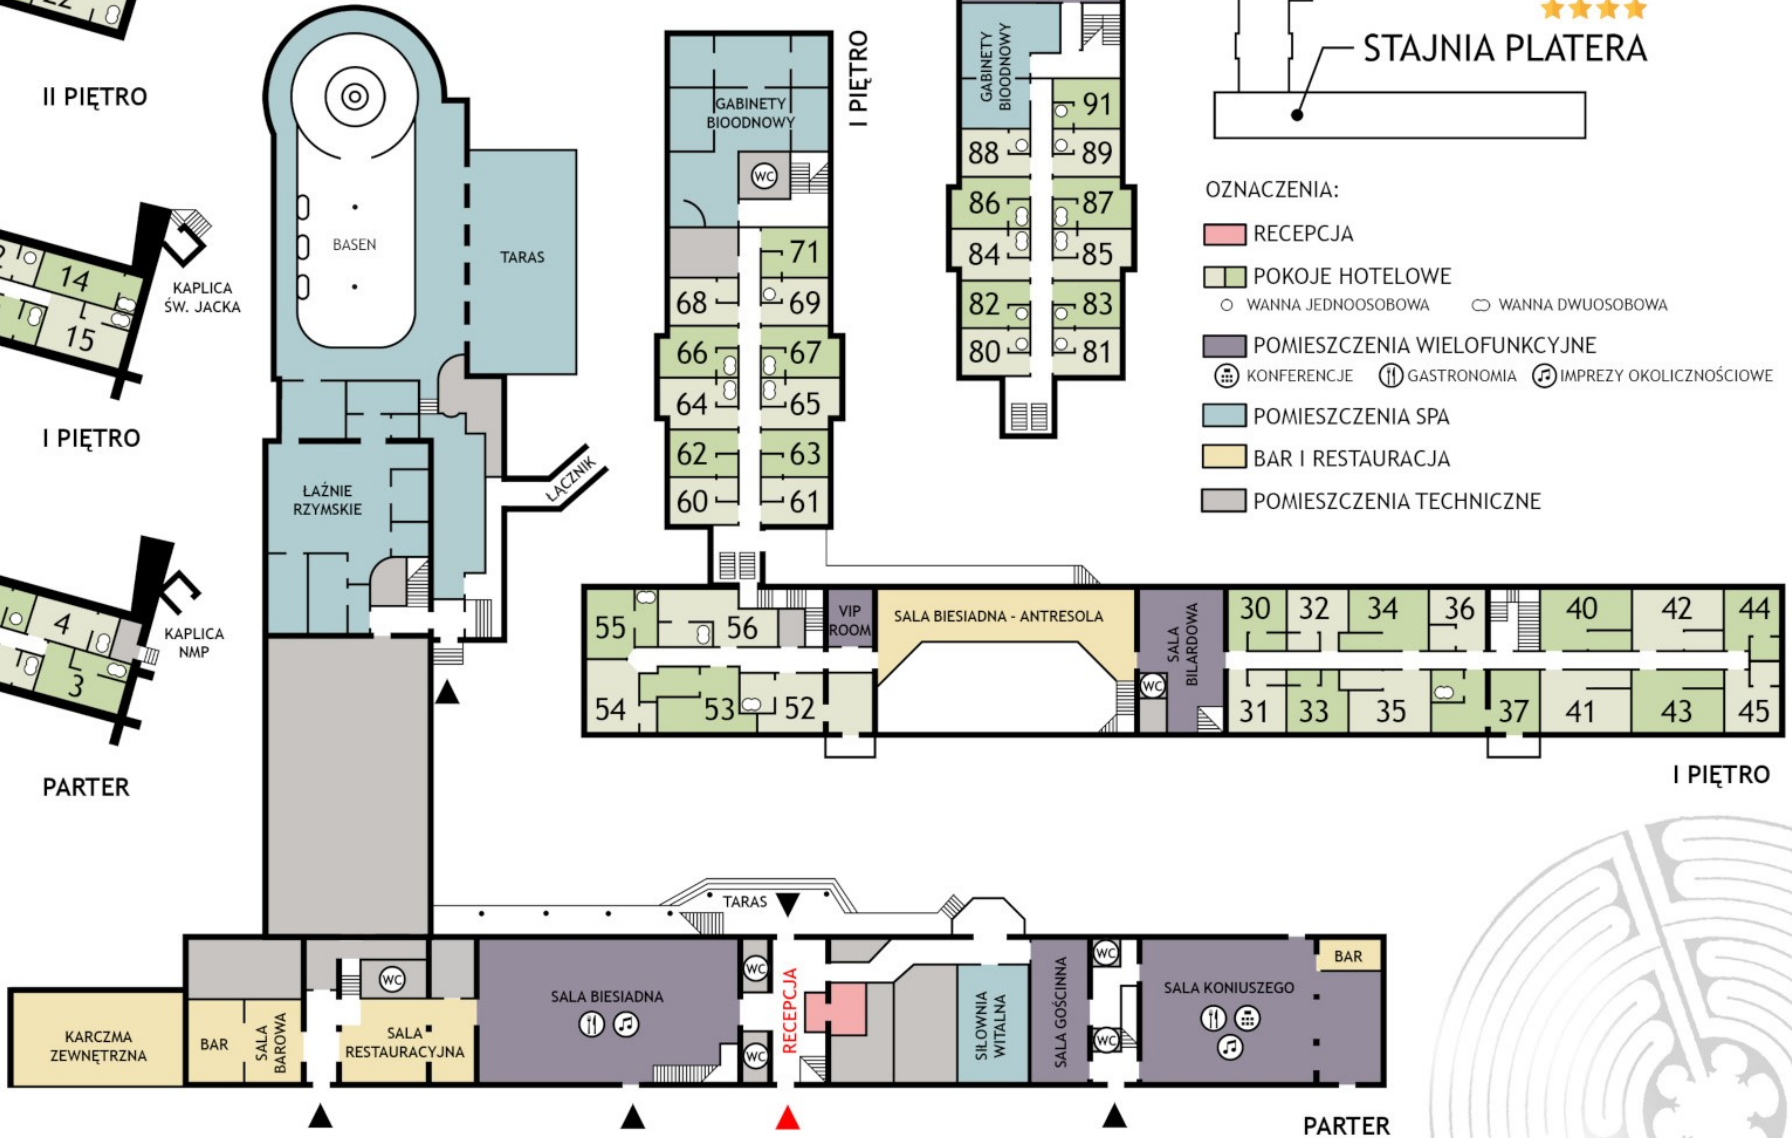 II PIĘTRO
14
15
KAPLICA
ŚW. JACKA
I PIĘTRO
4
3
KAPLICA
NMP
PARTER
BASEN
TARAS
ŁAŹNIE
RZYMSKIE
ŁĄCZNIK
I PIĘTRO
GABINETY
BIOODNOWY
WC
71
68
69
66
67
64
65
62
63
60
61
GABINETY
BIOODNOWY
91
88
89
86
87
84
85
82
83
80
81
STAJNIA PLATERA
OZNACZENIA:
RECEPCJA
POKOJE HOTELOWE
WANNA JEDNOOSOBOWA
WANNA DWUOSOBOWA
POMIESZCZENIA WIELOFUNKCYJNE
KONFERENCJE
GASTRONOMIA
IMPREZY OKOLICZNOŚCIOWE
POMIESZCZENIA SPA
BAR I RESTAURACJA
POMIESZCZENIA TECHNICZNE
55
56
VIP
ROOM
SALA BIESIADNA - ANTRESOLA
SALA
BILARDOWA
WC
30
32
34
36
40
42
44
54
53
52
31
33
35
37
41
43
45
I PIĘTRO
TARAS
KARCZMA
ZEWNĘTRZNA
BAR
SALA
BAROWA
WC
SALA
RESTAURACYJNA
SALA BIESIADNA
WC
WC
RECEPCJA
SIŁOWNIA
WITALNA
SALA GOŚCINNA
WC
WC
SALA KONIUSZEGO
BAR
PARTER